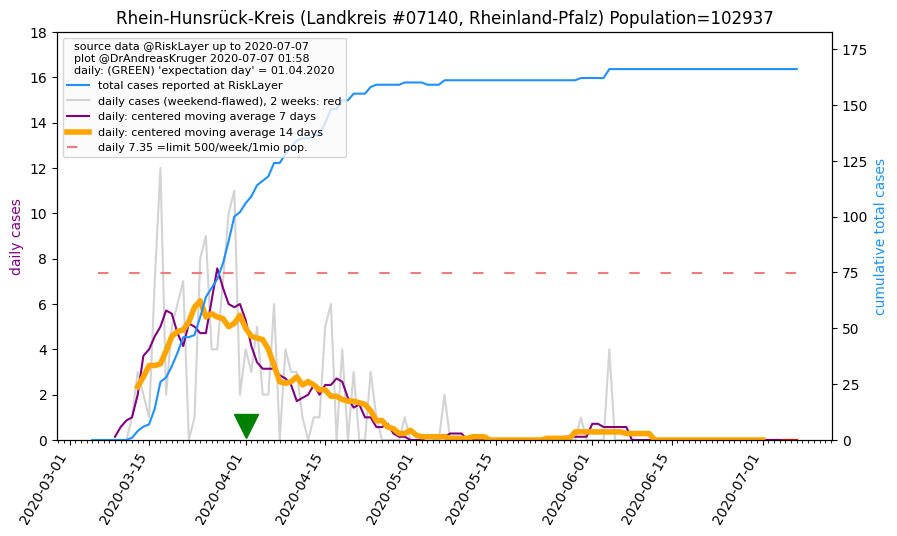 Rhein-Hunsrück-Kreis (Landkreis #07140, Rheinland-Pfalz) Population=102937
source data @RiskLayer up to 2020-07-07
plot @DrAndreasKruger 2020-07-07 01:58
daily: (GREEN) 'expectation day' = 01.04.2020
total cases reported at RiskLayer
daily cases (weekend-flawed), 2 weeks: red
daily: centered moving average 7 days
daily: centered moving average 14 days
daily 7.35 =limit 500/week/1mio pop.
daily cases
18
16
14
12
10
8
6
4
2
0
cumulative total cases
175
150
125
100
75
50
25
0
2020-03-01
2020-03-15
2020-04-01
2020-04-15
2020-05-01
2020-05-15
2020-06-01
2020-06-15
2020-07-01